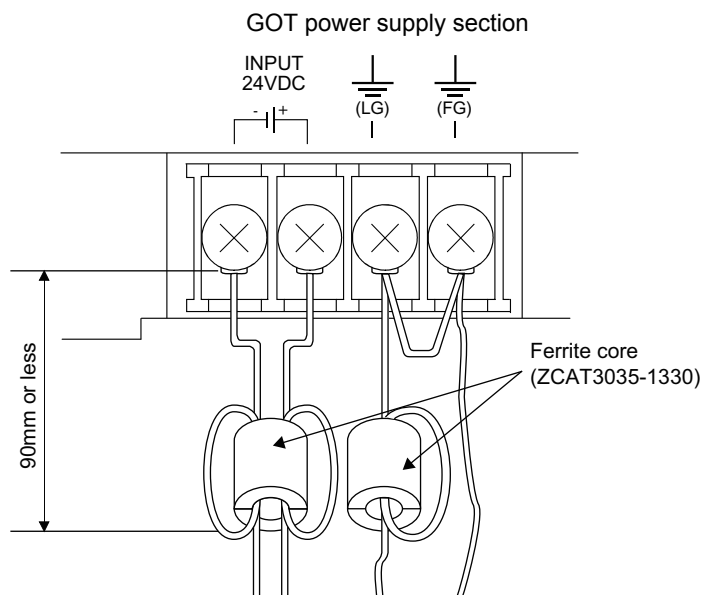 GOT power supply section
INPUT
24VDC
- +
(LG)
(FG)
90mm or less
Ferrite core
(ZCAT3035-1330)